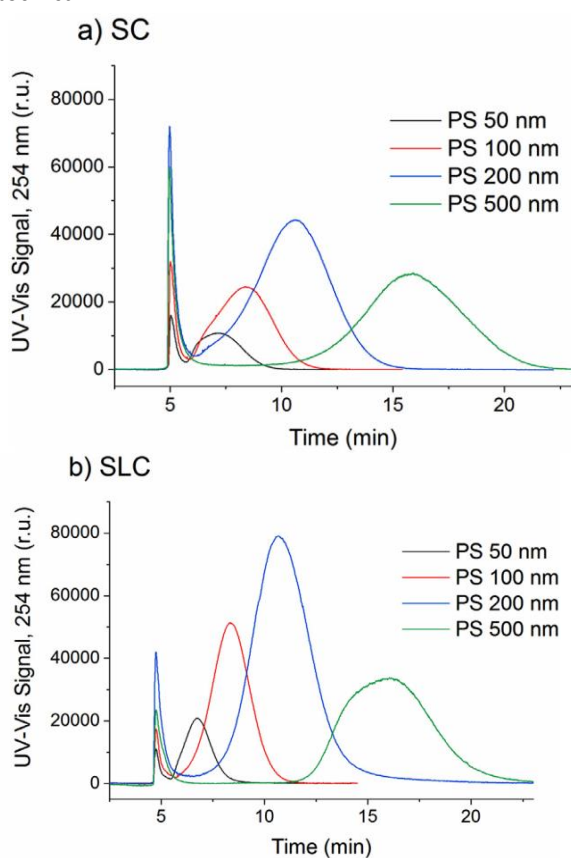 a) SC
80000
60000
40000
20000
0
UV-Vis Signal, 254 nm (r.u.)
PS 50 nm
PS 100 nm
PS 200 nm
PS 500 nm
5
10
15
20
Time (min)
b) SLC
80000
60000
40000
20000
0
UV-Vis Signal, 254 nm (r.u.)
PS 50 nm
PS 100 nm
PS 200 nm
PS 500 nm
5
10
15
20
Time (min)